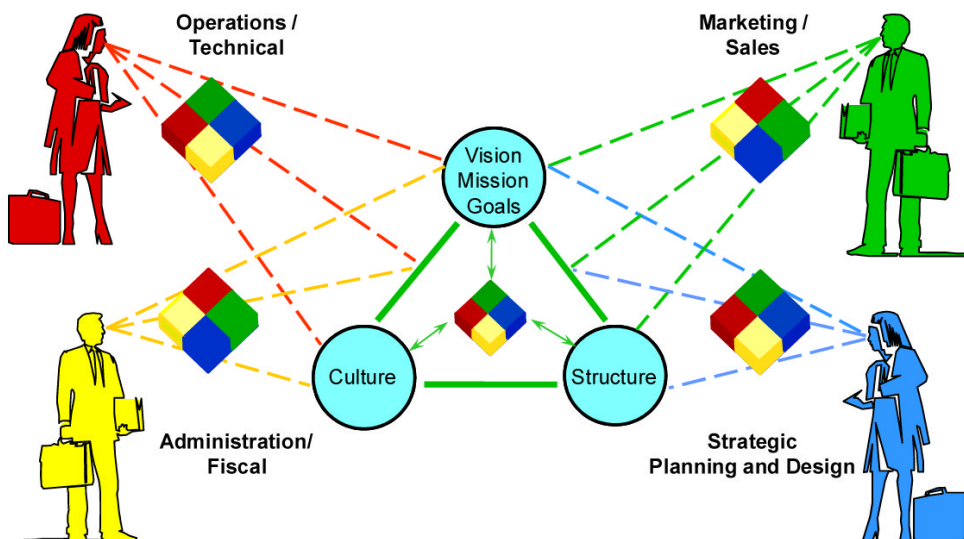 Operations /
Technical
Marketing /
Sales
Vision
Mission
Goals
Culture
Structure
Administration/
Fiscal
Strategic
Planning and Design